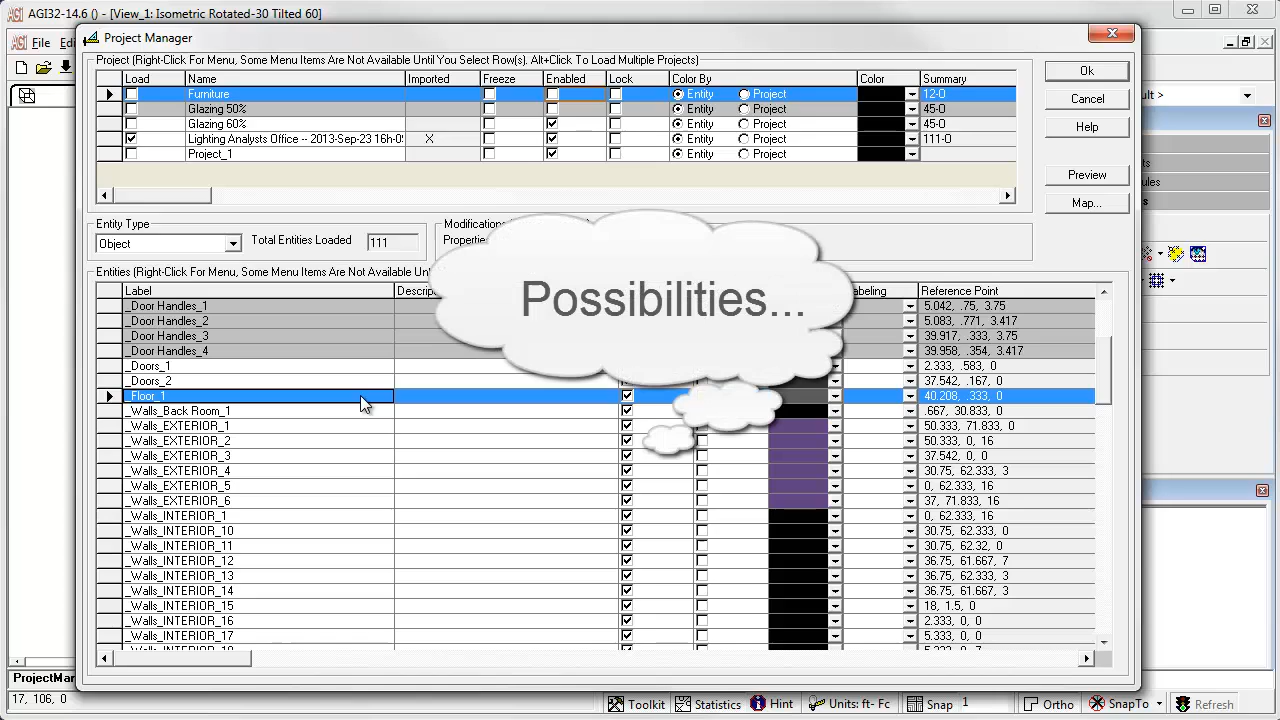 AGI32-14.6 () - [View_1: Isometric Rotated-30 Tilted 60]
File
Ed
Project Manager
Project (Right-Click For Menu, Some Menu Items Are Not Available Until You Select Row(s). Alt+Click To Load Multiple Projects)
Load Name Imported Freeze Enabled Lock Color By Color Summary
Furniture Entity Project 12-O
Glazing 50% Entity Project 45-O
Glazing 60% Entity Project 45-O
Lighting Analysts Office -- 2013-Sep-23 16h-0 X Entity Project 111-O
Project_1 Entity Project
Ok
Cancel
Help
Preview
Map...
ult >
Entity Type
Object
Total Entities Loaded 111
Modifications
Properties
Entities (Right-Click For Menu, Some Menu Items Are Not Available Un
Label Descrip abeling Reference Point
_Door Handles_1 5.042, .75, 3.75
_Door Handles_2 5.083, .771, 3.417
_Door Handles_3 39.917, .333, 3.75
_Door Handles_4 39.958, .354, 3.417
_Doors_1 2.333, .583, 0
_Doors_2 37.542, .167, 0
_Floor_1 40.208, .333, 0
_Walls_Back Room_1 .667, 30.833, 0
_Walls_EXTERIOR_1 50.333, 71.833, 0
_Walls_EXTERIOR_2 50.333, 0, 16
_Walls_EXTERIOR_3 37.542, 0, 0
_Walls_EXTERIOR_4 30.75, 62.333, 3
_Walls_EXTERIOR_5 0, 62.333, 16
_Walls_EXTERIOR_6 17, 71.833, 16
_Walls_INTERIOR_1 0, 62.333, 16
_Walls_INTERIOR_10 30.75, 62.333, 0
_Walls_INTERIOR_11 30.75, 62.32, 0
_Walls_INTERIOR_12 36.75, 61.667, 7
_Walls_INTERIOR_13 36.75, 62.333, 3
_Walls_INTERIOR_14 36.75, 61.667, 3
_Walls_INTERIOR_15 18, 1.5, 0
_Walls_INTERIOR_16 2.333, 0, 0
_Walls_INTERIOR_17 5.333, 0, 0
Possibilities...
ts
ules
s
ProjectMar
17, 106, 0
Toolkit
Statistics
Hint
Units: ft- Fc
Snap 1
Ortho
SnapTo
Refresh